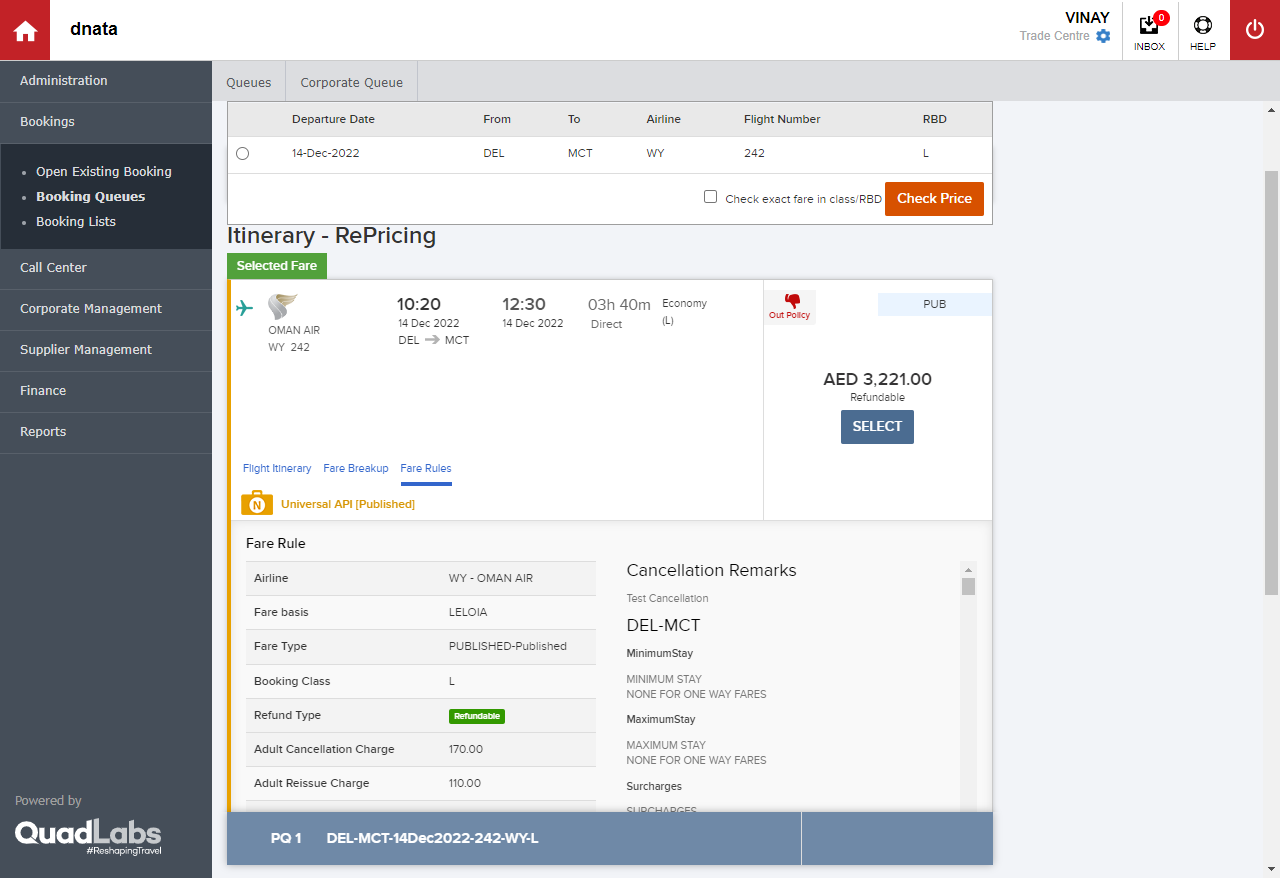 dnata
VINAY
Trade Centre
0
INBOX
HELP
Administration
Bookings
Open Existing Booking
Booking Queues
Booking Lists
Call Center
Corporate Management
Supplier Management
Finance
Reports
Powered by
QuadLabs
#ReshapingTravel
Queues
Corporate Queue
Departure Date From To Airline Flight Number RBD
14-Dec-2022 DEL MCT WY 242 L
Check exact fare in class/RBD Check Price
Itinerary - RePricing
Selected Fare
OMAN AIR
WY 242
10:20
14 Dec 2022
DEL MCT
12:30
14 Dec 2022
03h 40m
Direct
Economy
(L)
Out Policy
PUB
AED 3,221.00
Refundable
SELECT
Flight Itinerary Fare Breakup Fare Rules
N Universal API [Published]
Fare Rule
Airline WY - OMAN AIR
Fare basis LELOIA
Fare Type PUBLISHED-Published
Booking Class L
Refund Type Refundable
Adult Cancellation Charge 170.00
Adult Reissue Charge 110.00
Cancellation Remarks
Test Cancellation
DEL-MCT
MinimumStay
MINIMUM STAY
NONE FOR ONE WAY FARES
MaximumStay
MAXIMUM STAY
NONE FOR ONE WAY FARES
Surcharges
SURCHARGES
PQ 1 DEL-MCT-14Dec2022-242-WY-L